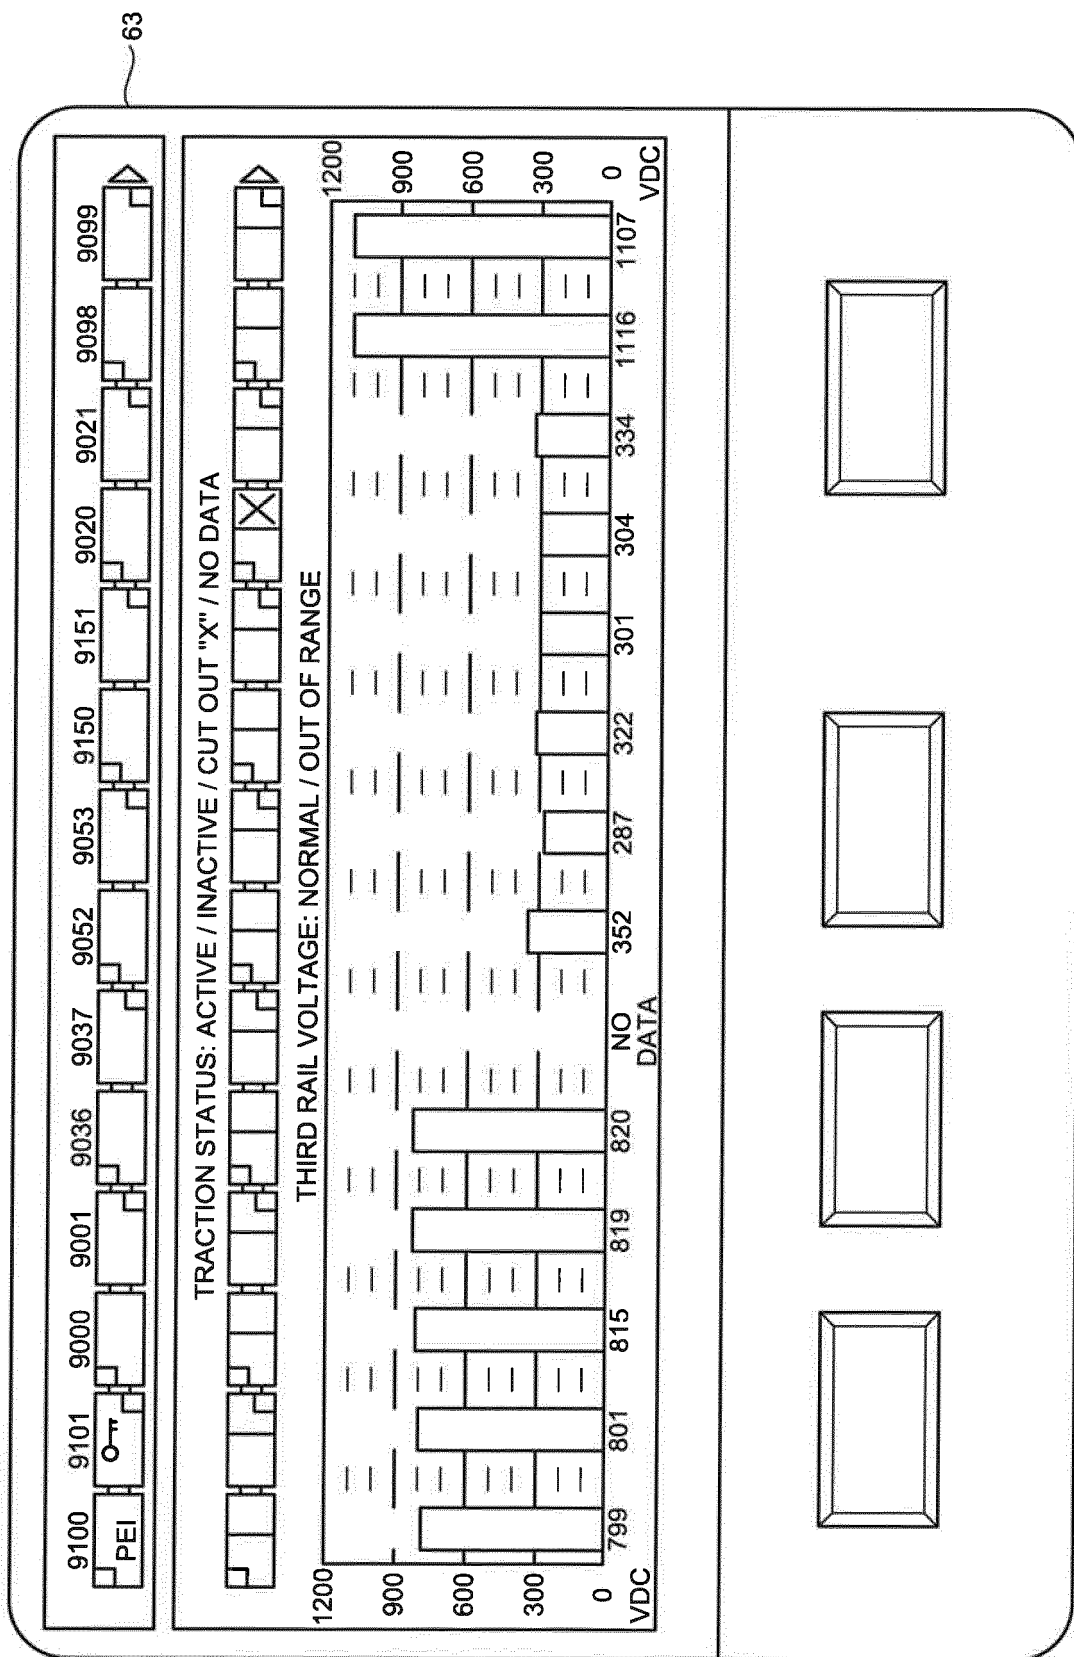 63
9100 9101 9000 9001 9036 9037 9052 9053 9150 9151 9020 9021 9098 9099
PEI
TRACTION STATUS: ACTIVE / INACTIVE / CUT OUT "X" / NO DATA
THIRD RAIL VOLTAGE: NORMAL / OUT OF RANGE
1200 1200
900 900
600 600
300 300
0 0
VDC 799 801 815 819 820 NO DATA 352 287 322 301 304 334 1116 1107 VDC